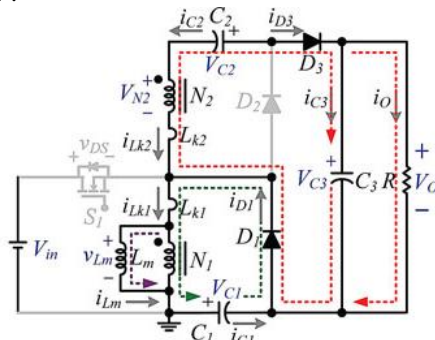 i_C2 C_2 + i_D3
V_C2 D_3
+ V_N2 − N_2 D_2 i_C3 i_O
i_Lk2 L_k2
+ v_DS −
S_1
i_Lk1 L_k1 i_D1
+ V_C3 C_3 R + V_O −
V_in
+ v_Lm − L_m N_1 D_1
i_Lm + V_C1
C_1 i_C1